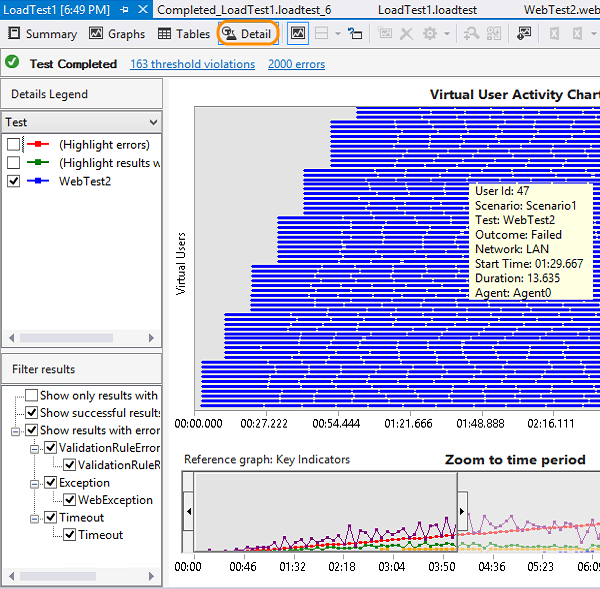 LoadTest1 [6:49 PM] Completed_LoadTest1.loadtest_6 LoadTest1.loadtest WebTest2.web
Summary Graphs Tables Detail
Test Completed 163 threshold violations 2000 errors
Details Legend
Test
(Highlight errors)
(Highlight results w
WebTest2
Virtual User Activity Chart
Virtual Users
User Id: 47
Scenario: Scenario1
Test: WebTest2
Outcome: Failed
Network: LAN
Start Time: 01:29.667
Duration: 13.635
Agent: Agent0
00:00.000 00:27.222 00:54.444 01:21.666 01:48.888 02:16.111
Filter results
Show only results with
Show successful results
Show results with error
ValidationRuleError
ValidationRuleR
Exception
WebException
Timeout
Timeout
Reference graph: Key Indicators Zoom to time period
00:00 00:46 01:32 02:18 03:04 03:50 04:36 05:23 06:09